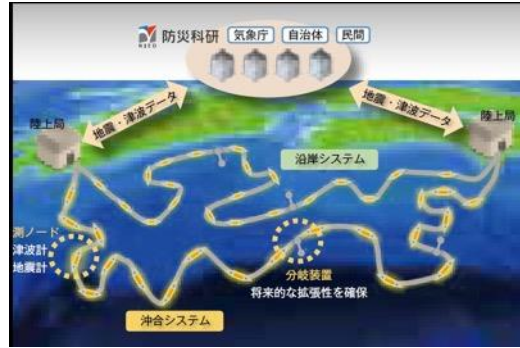 防災科研 気象庁 自治体 民間
NIED
地震・津波データ
地震・津波データ
陸上局
陸上局
沿岸システム
測ノード
津波計
地震計
分岐装置
将来的な拡張性を確保
沖合システム